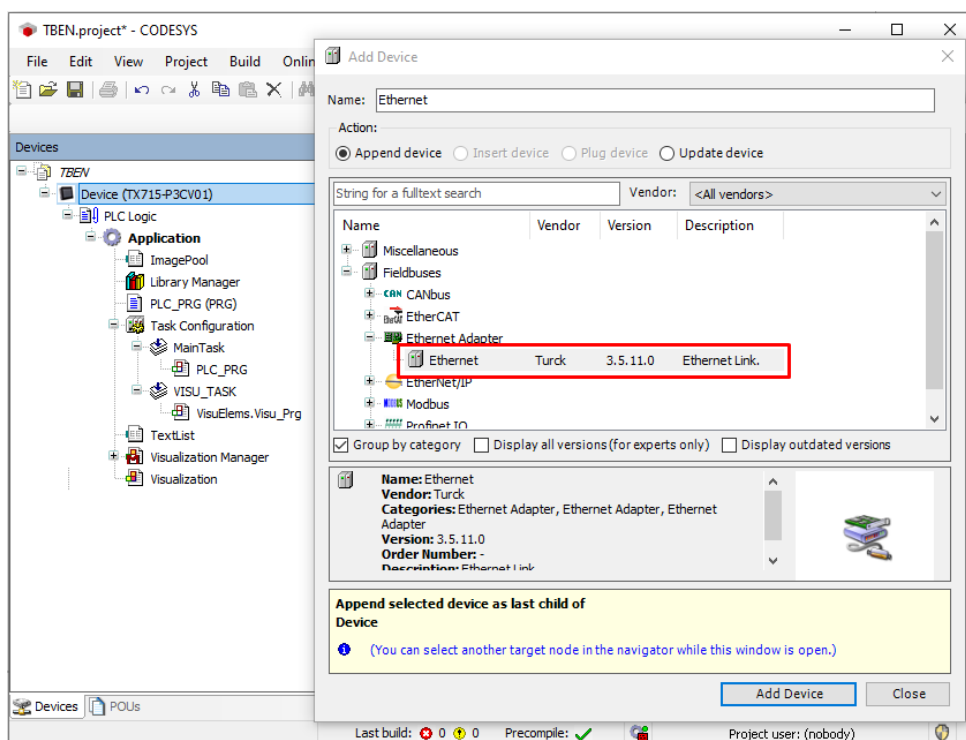 TBEN.project* - CODESYS
File Edit View Project Build Onlin
Devices
TBEN
Device (TX715-P3CV01)
PLC Logic
Application
ImagePool
Library Manager
PLC_PRG (PRG)
Task Configuration
MainTask
PLC_PRG
VISU_TASK
VisuElems.Visu_Prg
TextList
Visualization Manager
Visualization
Devices POUs
Add Device
Name: Ethernet
Action:
Append device Insert device Plug device Update device
String for a fulltext search Vendor: <All vendors>
Name Vendor Version Description
Miscellaneous
Fieldbuses
CAN CANbus
EtherCAT
Ethernet Adapter
Ethernet Turck 3.5.11.0 Ethernet Link.
EtherNet/IP
Modbus
Profinet IO
Group by category Display all versions (for experts only) Display outdated versions
Name: Ethernet
Vendor: Turck
Categories: Ethernet Adapter, Ethernet Adapter, Ethernet
Adapter
Version: 3.5.11.0
Order Number: -
Description: Ethernet Link
Append selected device as last child of
Device
(You can select another target node in the navigator while this window is open.)
Add Device Close
Last build: 0 0 Precompile: Project user: (nobody)